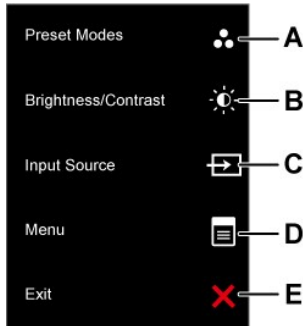 Preset Modes A
Brightness/Contrast B
Input Source C
Menu D
Exit E